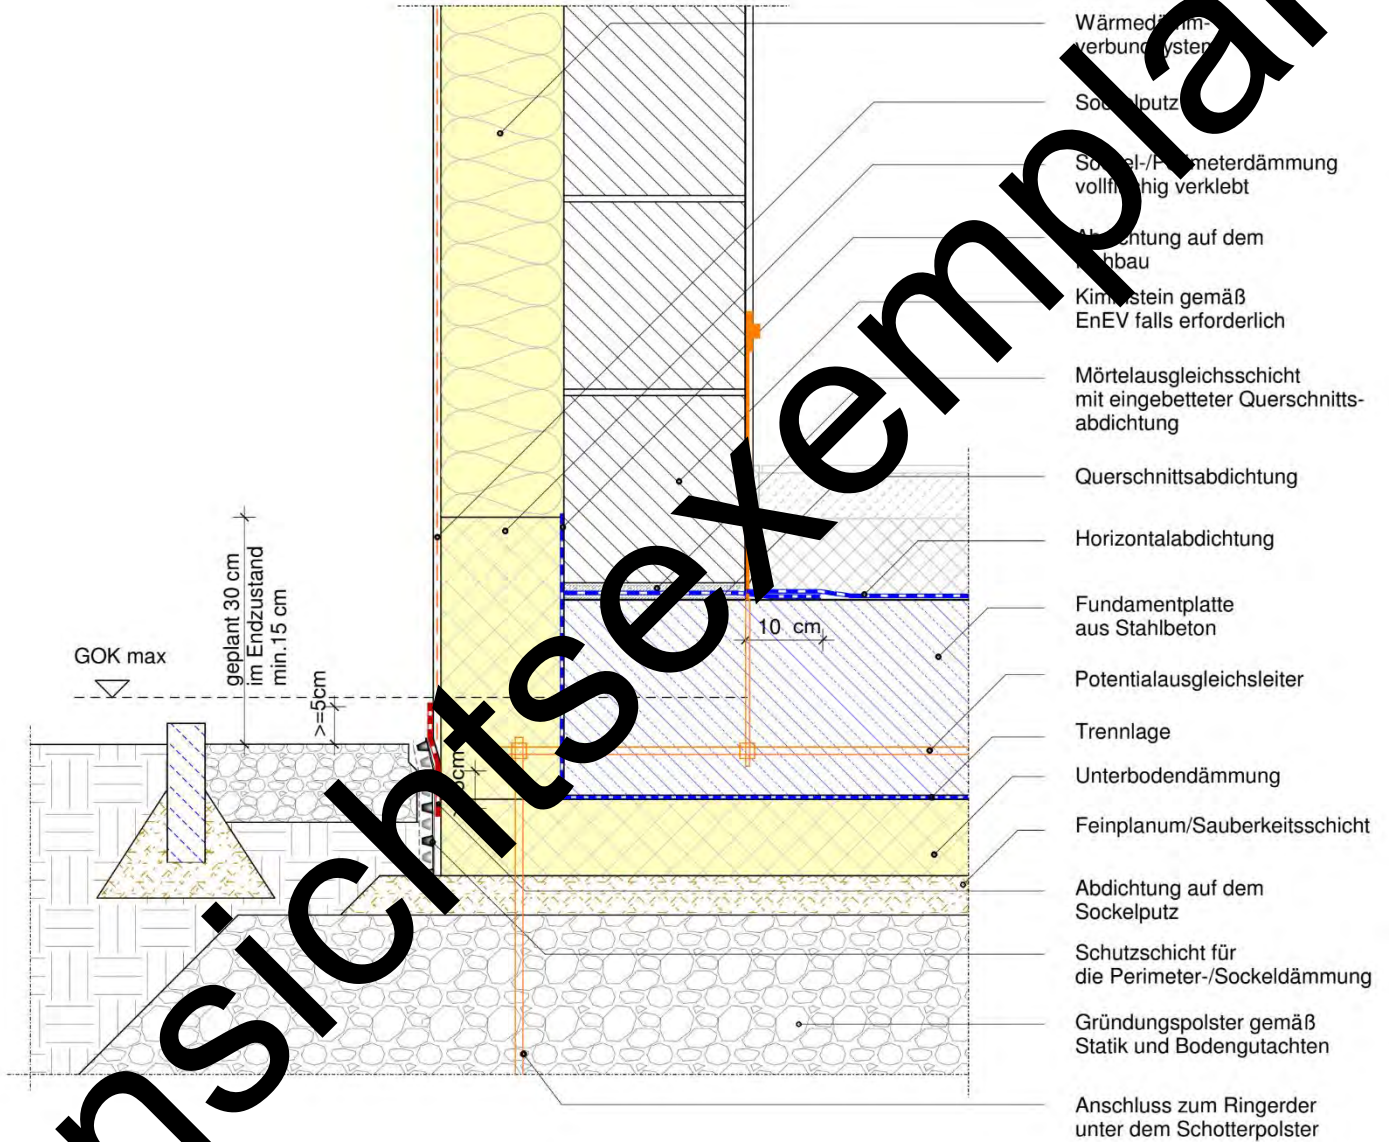 Wärmedämm-
verbundsystem
Sockelputz
Sockel-/Perimeterdämmung
vollflächig verklebt
Abdichtung auf dem
Rohbau
Kimmstein gemäß
EnEV falls erforderlich
Mörtelausgleichsschicht
mit eingebetteter Querschnitts-
abdichtung
Querschnittsabdichtung
Horizontalabdichtung
Fundamentplatte
aus Stahlbeton
Potentialausgleichsleiter
Trennlage
Unterbodendämmung
Feinplanum/Sauberkeitsschicht
Abdichtung auf dem
Sockelputz
Schutzschicht für
die Perimeter-/Sockeldämmung
Gründungspolster gemäß
Statik und Bodengutachten
Anschluss zum Ringerder
unter dem Schotterpolster
GOK max
geplant 30 cm
im Endzustand
min.15 cm
>=5cm
5cm
10 cm
nsichtsexemplar